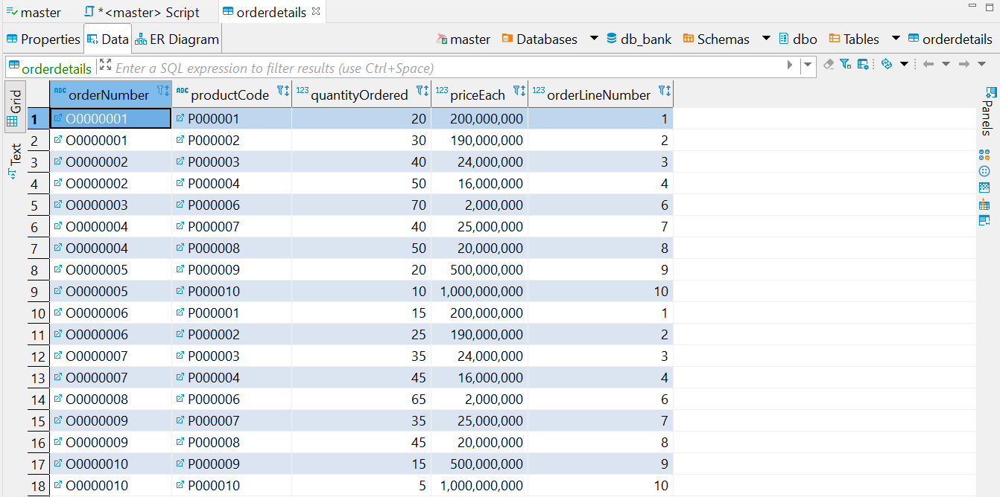 master *<master> Script orderdetails
Properties Data ER Diagram master Databases db_bank Schemas dbo Tables orderdetails
orderdetails Enter a SQL expression to filter results (use Ctrl+Space)
Grid
Text
Panels
ABC orderNumber ABC productCode 123 quantityOrdered 123 priceEach 123 orderLineNumber
1 O0000001 P000001 20 200,000,000 1
2 O0000001 P000002 30 190,000,000 2
3 O0000002 P000003 40 24,000,000 3
4 O0000002 P000004 50 16,000,000 4
5 O0000003 P000006 70 2,000,000 6
6 O0000004 P000007 40 25,000,000 7
7 O0000004 P000008 50 20,000,000 8
8 O0000005 P000009 20 500,000,000 9
9 O0000005 P000010 10 1,000,000,000 10
10 O0000006 P000001 15 200,000,000 1
11 O0000006 P000002 25 190,000,000 2
12 O0000007 P000003 35 24,000,000 3
13 O0000007 P000004 45 16,000,000 4
14 O0000008 P000006 65 2,000,000 6
15 O0000009 P000007 35 25,000,000 7
16 O0000009 P000008 45 20,000,000 8
17 O0000010 P000009 15 500,000,000 9
18 O0000010 P000010 5 1,000,000,000 10